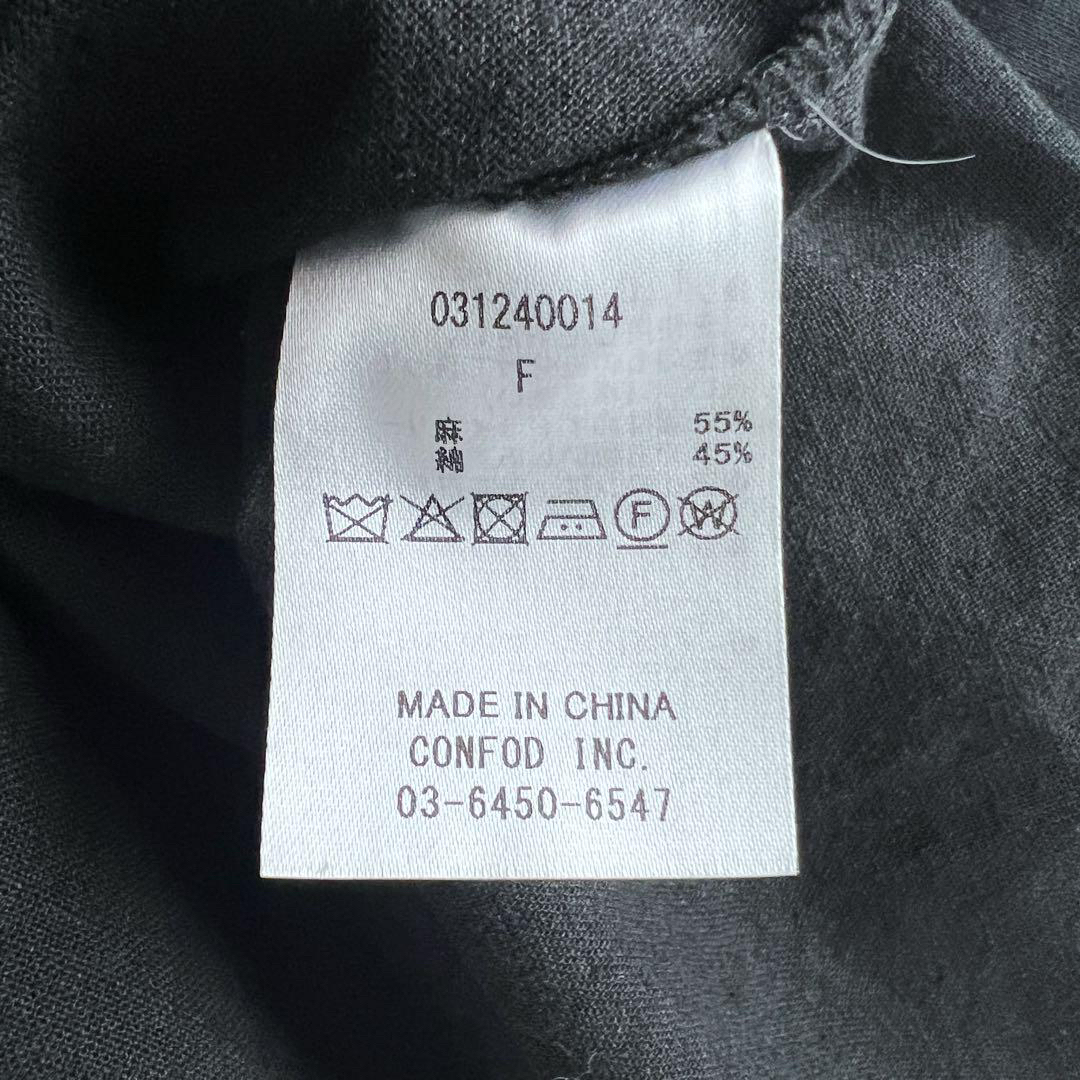 031240014
F
麻 55%
綿 45%
F W
MADE IN CHINA
CONFOD INC.
03-6450-6547